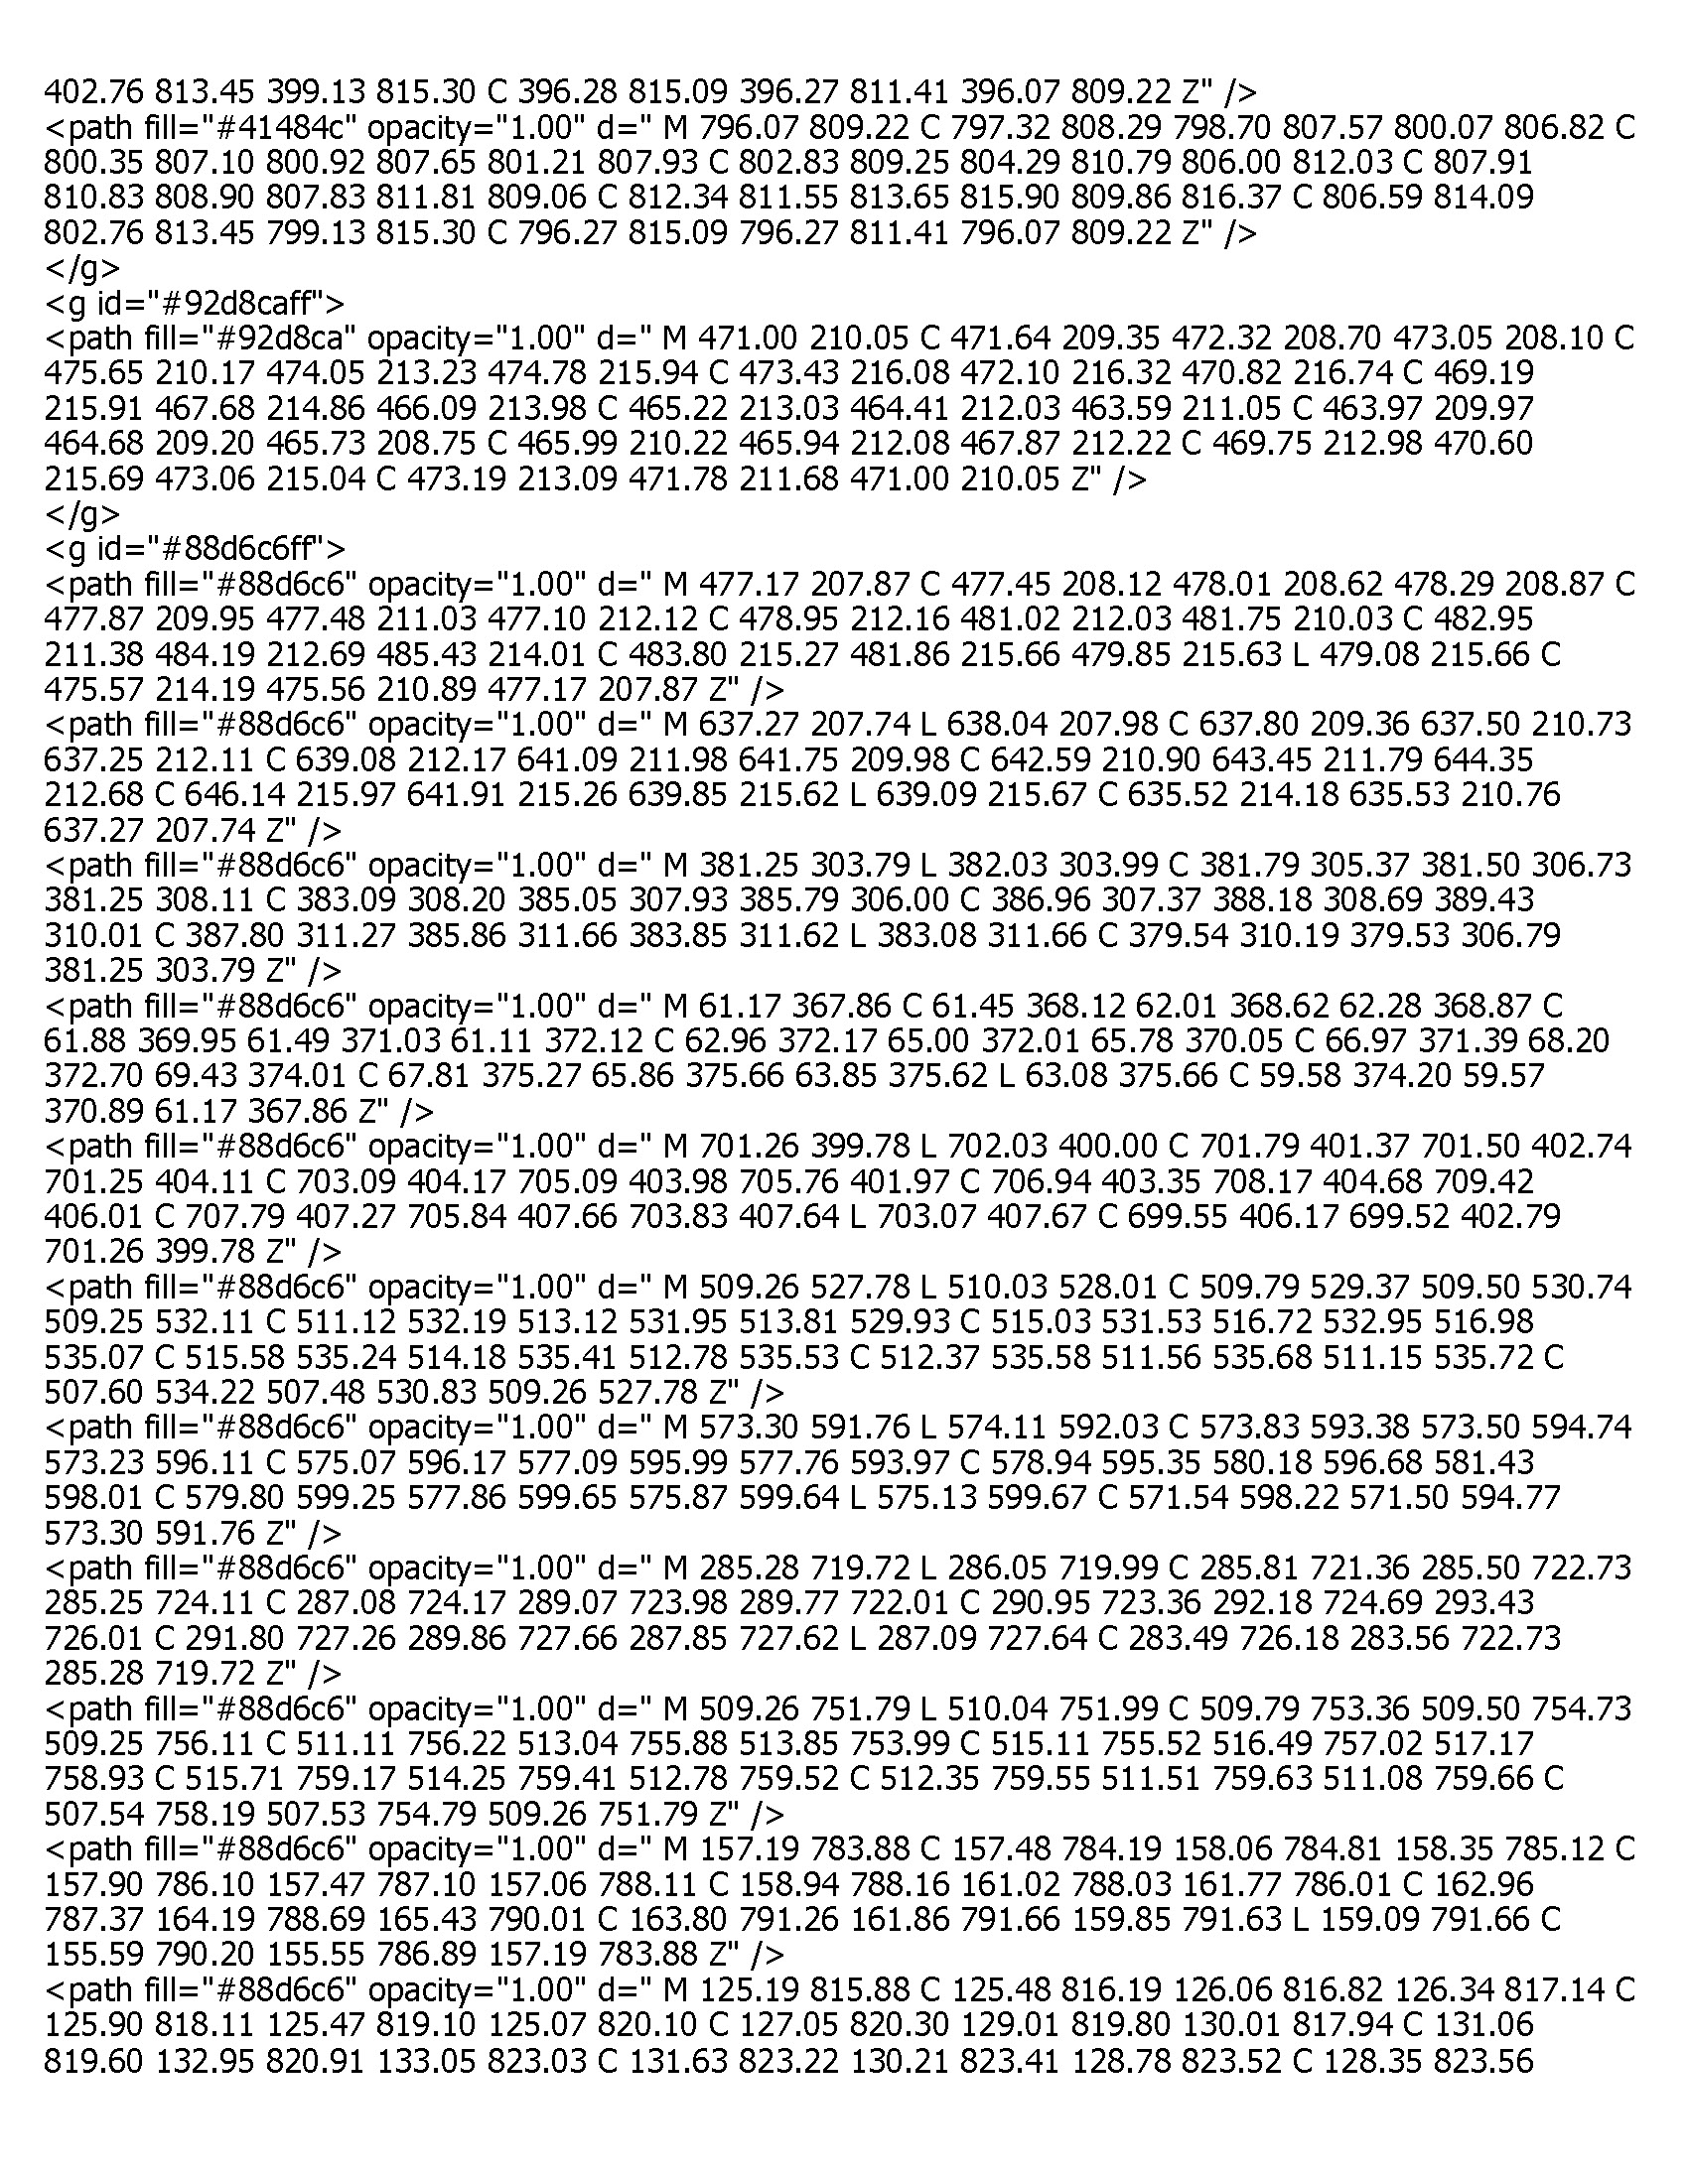 402.76 813.45 399.13 815.30 C 396.28 815.09 396.27 811.41 396.07 809.22 Z" />
<path fill="#41484c" opacity="1.00" d=" M 796.07 809.22 C 797.32 808.29 798.70 807.57 800.07 806.82 C
800.35 807.10 800.92 807.65 801.21 807.93 C 802.83 809.25 804.29 810.79 806.00 812.03 C 807.91
810.83 808.90 807.83 811.81 809.06 C 812.34 811.55 813.65 815.90 809.86 816.37 C 806.59 814.09
802.76 813.45 799.13 815.30 C 796.27 815.09 796.27 811.41 796.07 809.22 Z" />
</g>
<g id="#92d8caff">
<path fill="#92d8ca" opacity="1.00" d=" M 471.00 210.05 C 471.64 209.35 472.32 208.70 473.05 208.10 C
475.65 210.17 474.05 213.23 474.78 215.94 C 473.43 216.08 472.10 216.32 470.82 216.74 C 469.19
215.91 467.68 214.86 466.09 213.98 C 465.22 213.03 464.41 212.03 463.59 211.05 C 463.97 209.97
464.68 209.20 465.73 208.75 C 465.99 210.22 465.94 212.08 467.87 212.22 C 469.75 212.98 470.60
215.69 473.06 215.04 C 473.19 213.09 471.78 211.68 471.00 210.05 Z" />
</g>
<g id="#88d6c6ff">
<path fill="#88d6c6" opacity="1.00" d=" M 477.17 207.87 C 477.45 208.12 478.01 208.62 478.29 208.87 C
477.87 209.95 477.48 211.03 477.10 212.12 C 478.95 212.16 481.02 212.03 481.75 210.03 C 482.95
211.38 484.19 212.69 485.43 214.01 C 483.80 215.27 481.86 215.66 479.85 215.63 L 479.08 215.66 C
475.57 214.19 475.56 210.89 477.17 207.87 Z" />
<path fill="#88d6c6" opacity="1.00" d=" M 637.27 207.74 L 638.04 207.98 C 637.80 209.36 637.50 210.73
637.25 212.11 C 639.08 212.17 641.09 211.98 641.75 209.98 C 642.59 210.90 643.45 211.79 644.35
212.68 C 646.14 215.97 641.91 215.26 639.85 215.62 L 639.09 215.67 C 635.52 214.18 635.53 210.76
637.27 207.74 Z" />
<path fill="#88d6c6" opacity="1.00" d=" M 381.25 303.79 L 382.03 303.99 C 381.79 305.37 381.50 306.73
381.25 308.11 C 383.09 308.20 385.05 307.93 385.79 306.00 C 386.96 307.37 388.18 308.69 389.43
310.01 C 387.80 311.27 385.86 311.66 383.85 311.62 L 383.08 311.66 C 379.54 310.19 379.53 306.79
381.25 303.79 Z" />
<path fill="#88d6c6" opacity="1.00" d=" M 61.17 367.86 C 61.45 368.12 62.01 368.62 62.28 368.87 C
61.88 369.95 61.49 371.03 61.11 372.12 C 62.96 372.17 65.00 372.01 65.78 370.05 C 66.97 371.39 68.20
372.70 69.43 374.01 C 67.81 375.27 65.86 375.66 63.85 375.62 L 63.08 375.66 C 59.58 374.20 59.57
370.89 61.17 367.86 Z" />
<path fill="#88d6c6" opacity="1.00" d=" M 701.26 399.78 L 702.03 400.00 C 701.79 401.37 701.50 402.74
701.25 404.11 C 703.09 404.17 705.09 403.98 705.76 401.97 C 706.94 403.35 708.17 404.68 709.42
406.01 C 707.79 407.27 705.84 407.66 703.83 407.64 L 703.07 407.67 C 699.55 406.17 699.52 402.79
701.26 399.78 Z" />
<path fill="#88d6c6" opacity="1.00" d=" M 509.26 527.78 L 510.03 528.01 C 509.79 529.37 509.50 530.74
509.25 532.11 C 511.12 532.19 513.12 531.95 513.81 529.93 C 515.03 531.53 516.72 532.95 516.98
535.07 C 515.58 535.24 514.18 535.41 512.78 535.53 C 512.37 535.58 511.56 535.68 511.15 535.72 C
507.60 534.22 507.48 530.83 509.26 527.78 Z" />
<path fill="#88d6c6" opacity="1.00" d=" M 573.30 591.76 L 574.11 592.03 C 573.83 593.38 573.50 594.74
573.23 596.11 C 575.07 596.17 577.09 595.99 577.76 593.97 C 578.94 595.35 580.18 596.68 581.43
598.01 C 579.80 599.25 577.86 599.65 575.87 599.64 L 575.13 599.67 C 571.54 598.22 571.50 594.77
573.30 591.76 Z" />
<path fill="#88d6c6" opacity="1.00" d=" M 285.28 719.72 L 286.05 719.99 C 285.81 721.36 285.50 722.73
285.25 724.11 C 287.08 724.17 289.07 723.98 289.77 722.01 C 290.95 723.36 292.18 724.69 293.43
726.01 C 291.80 727.26 289.86 727.66 287.85 727.62 L 287.09 727.64 C 283.49 726.18 283.56 722.73
285.28 719.72 Z" />
<path fill="#88d6c6" opacity="1.00" d=" M 509.26 751.79 L 510.04 751.99 C 509.79 753.36 509.50 754.73
509.25 756.11 C 511.11 756.22 513.04 755.88 513.85 753.99 C 515.11 755.52 516.49 757.02 517.17
758.93 C 515.71 759.17 514.25 759.41 512.78 759.52 C 512.35 759.55 511.51 759.63 511.08 759.66 C
507.54 758.19 507.53 754.79 509.26 751.79 Z" />
<path fill="#88d6c6" opacity="1.00" d=" M 157.19 783.88 C 157.48 784.19 158.06 784.81 158.35 785.12 C
157.90 786.10 157.47 787.10 157.06 788.11 C 158.94 788.16 161.02 788.03 161.77 786.01 C 162.96
787.37 164.19 788.69 165.43 790.01 C 163.80 791.26 161.86 791.66 159.85 791.63 L 159.09 791.66 C
155.59 790.20 155.55 786.89 157.19 783.88 Z" />
<path fill="#88d6c6" opacity="1.00" d=" M 125.19 815.88 C 125.48 816.19 126.06 816.82 126.34 817.14 C
125.90 818.11 125.47 819.10 125.07 820.10 C 127.05 820.30 129.01 819.80 130.01 817.94 C 131.06
819.60 132.95 820.91 133.05 823.03 C 131.63 823.22 130.21 823.41 128.78 823.52 C 128.35 823.56